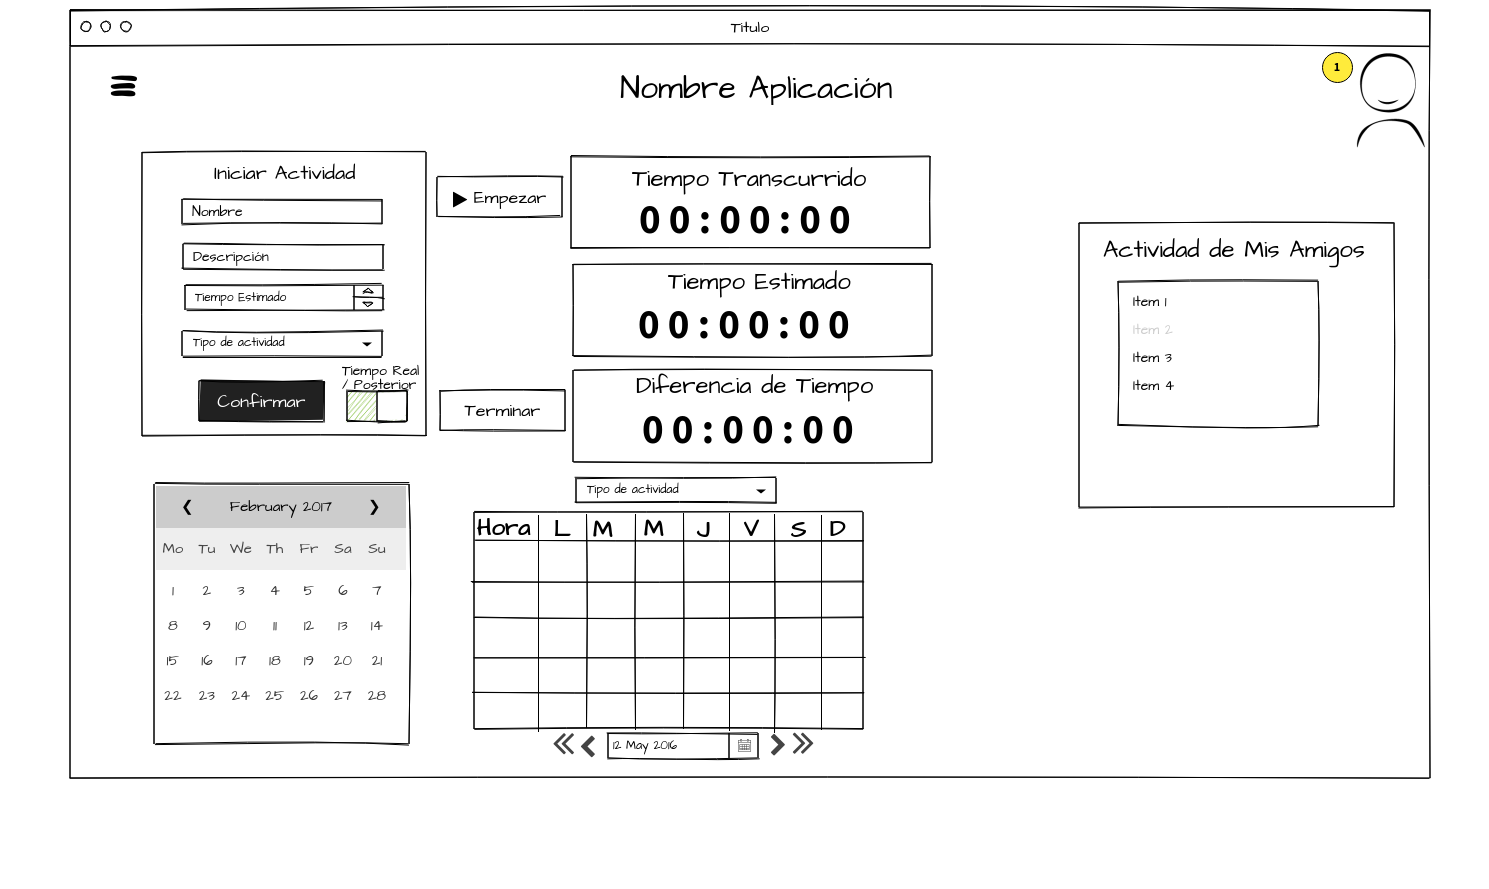 Titulo
1
Nombre Aplicación
Iniciar Actividad
Nombre
Descripción
Tiempo Estimado
Tipo de actividad
Tiempo Real
/ Posterior
Confirmar
Empezar
Terminar
Tiempo Transcurrido
00:00:00
Tiempo Estimado
00:00:00
Diferencia de Tiempo
00:00:00
Actividad de Mis Amigos
Item 1
Item 2
Item 3
Item 4
February 2017
Mo Tu We Th Fr Sa Su
1 2 3 4 5 6 7
8 9 10 11 12 13 14
15 16 17 18 19 20 21
22 23 24 25 26 27 28
Tipo de actividad
Hora L M M J V S D
12 May 2016